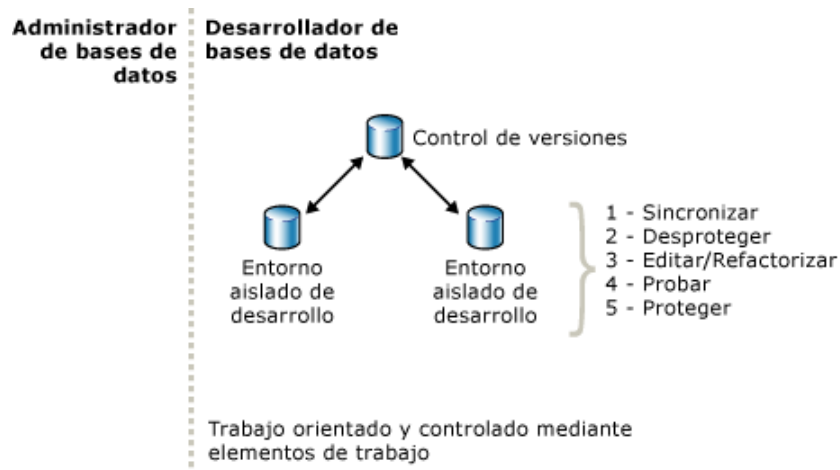 Administrador
de bases de
datos
Desarrollador de
bases de datos
Control de versiones
Entorno
aislado de
desarrollo
Entorno
aislado de
desarrollo
1 - Sincronizar
2 - Desproteger
3 - Editar/Refactorizar
4 - Probar
5 - Proteger
Trabajo orientado y controlado mediante
elementos de trabajo